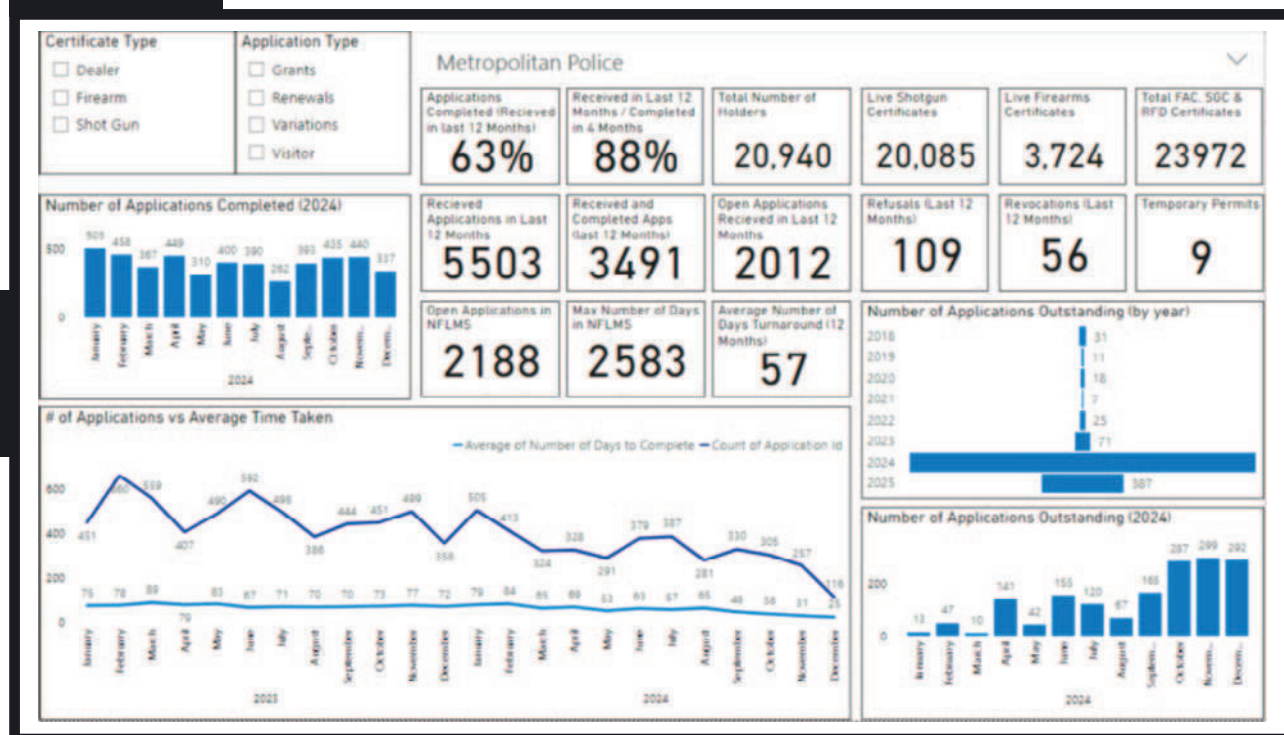 Certificate Type
Dealer
Firearm
Shot Gun
Application Type
Grants
Renewals
Variations
Visitor
Metropolitan Police
Applications
Completed (Recieved
in last 12 Months)
63%
Received in Last 12
Months / Completed
in 4 Months
88%
Total Number of
Holders
20,940
Live Shotgun
Certificates
20,085
Live Firearms
Certificates
3,724
Total FAC, SGC &
RFD Certificates
23972
Number of Applications Completed (2024)
500
0
505
458
367
449
310
400
390
262
393
435
440
337
January
February
March
April
May
June
July
August
Septe...
October
Novem...
Decem...
2024
Recieved
Applications in Last
12 Months
5503
Received and
Completed Apps
(last 12 Months)
3491
Open Applications
Recieved in Last 12
Months
2012
Refusals (Last 12
Months)
109
Revocations (Last
12 Months)
56
Temporary Permits
9
Open Applications in
NFLMS
2188
Max Number of Days
in NFLMS
2583
Average Number of
Days Turnaround (12
Months)
57
Number of Applications Outstanding (by year)
2018 31
2019 11
2020 18
2021 7
2022 25
2023 71
2024
2025 387
# of Applications vs Average Time Taken
Average of Number of Days to Complete Count of Application Id
600
400
200
0
451 660 559 407 490 592 498 386 444 451 499 358 505 413 324 328 291 379 387 281 330 305 257 116
75 78 89 79 83 67 71 70 70 73 77 72 79 84 65 69 53 63 57 65 48 38 31 25
January
February
March
April
May
June
July
August
September
October
November
December
January
February
March
April
May
June
July
August
September
October
November
December
2023
2024
Number of Applications Outstanding (2024)
200
0
13
47
10
141
42
155
120
67
165
287
299
292
January
February
March
April
May
June
July
August
Septem...
October
Novem...
Decem...
2024